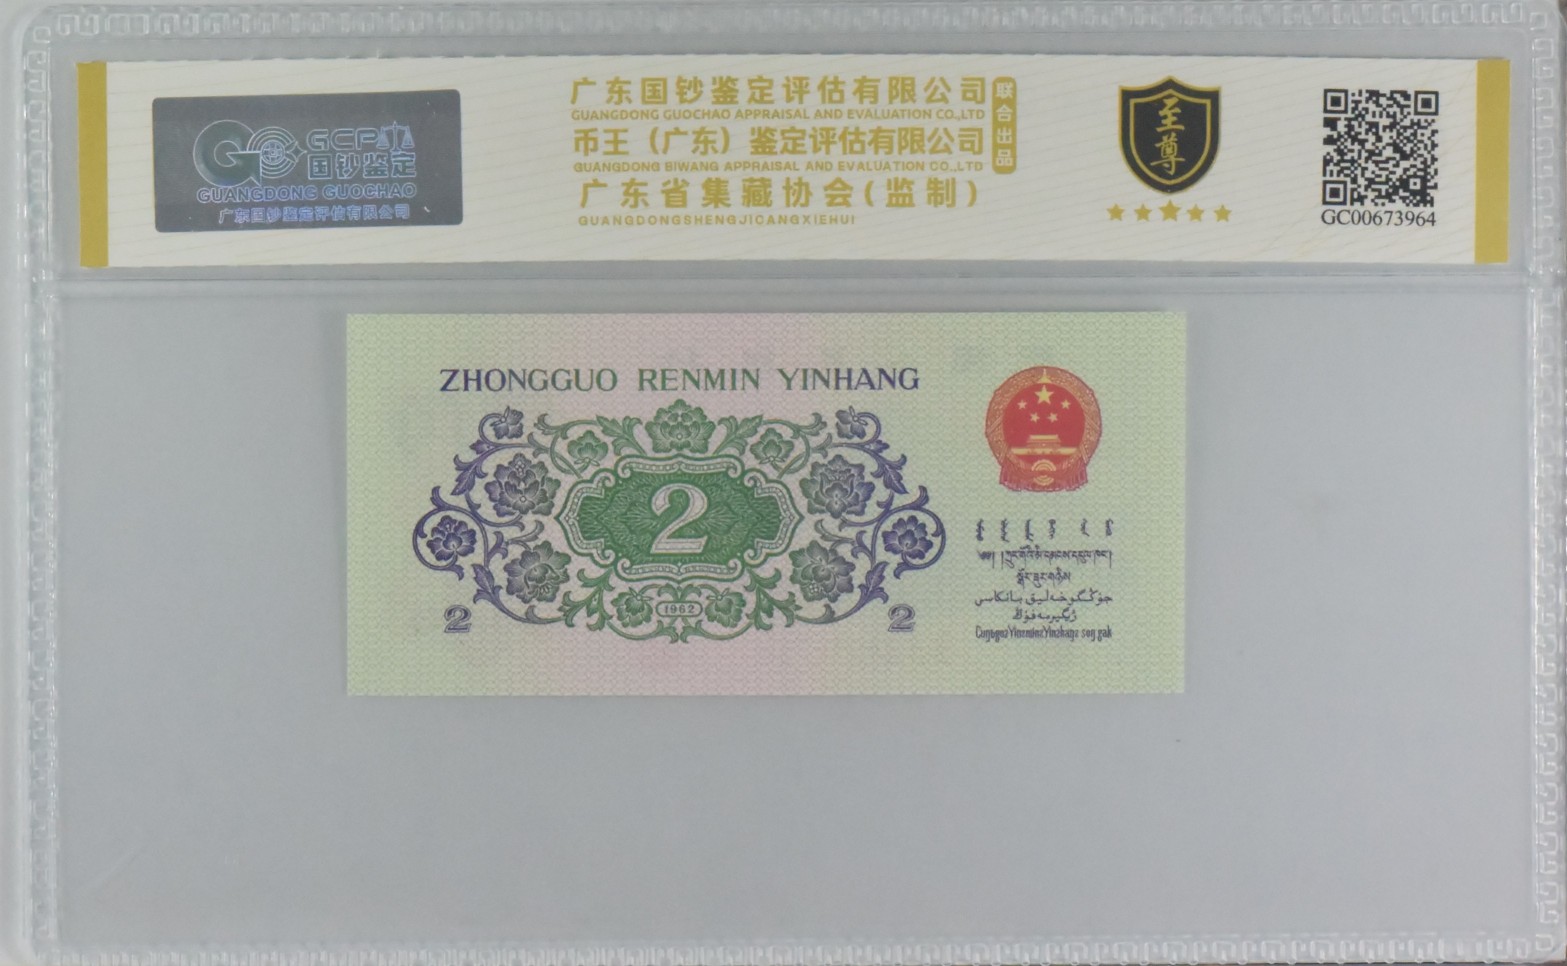 GCP
国钞鉴定
GUANGDONG GUOCHAO
广东国钞鉴定评估有限公司
广东国钞鉴定评估有限公司
GUANGDONG GUOCHAO APPRAISAL AND EVALUATION CO.,LTD
币王（广东）鉴定评估有限公司
GUANGDONG BIWANG APPRAISAL AND EVALUATION CO.,LTD
广东省集藏协会(监制)
GUANGDONGSHENGJICANGXIEHUI
联合出品
至尊
GC00673964
ZHONGGUO RENMIN YINHANG
2
1962
2
2